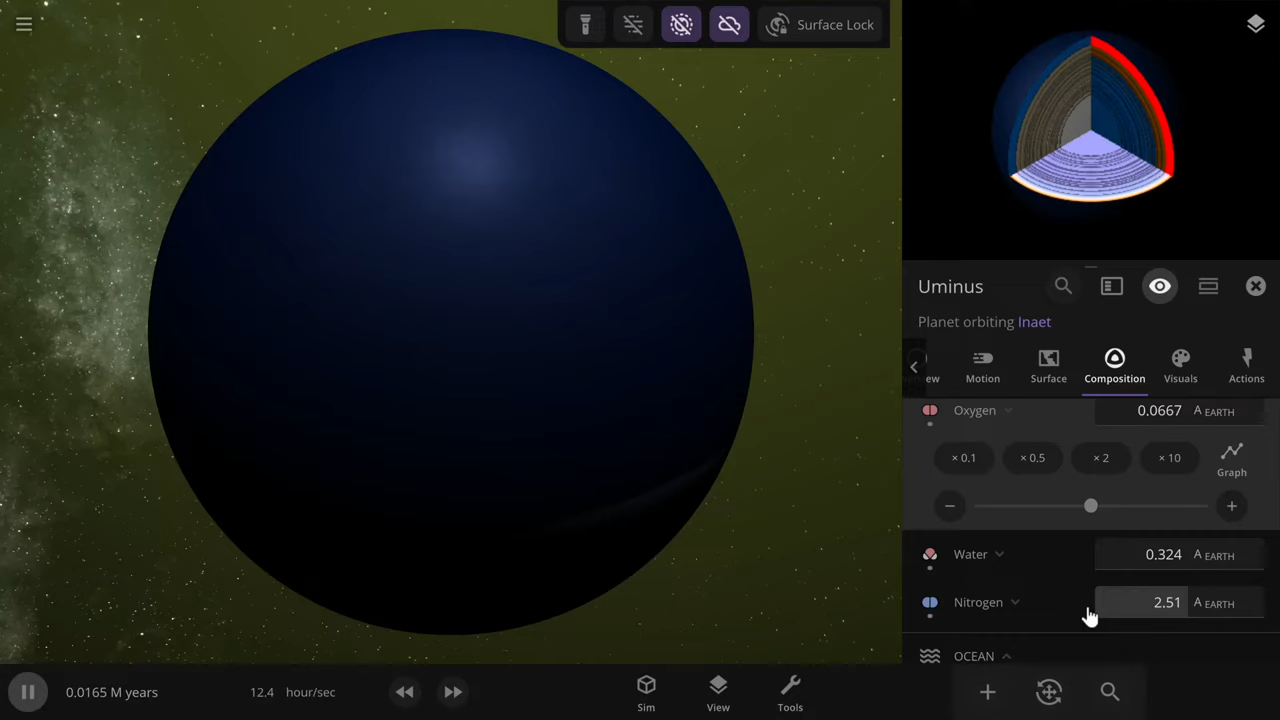 Surface Lock
Uminus
Planet orbiting Inaet
Motion
Surface
Composition
Visuals
Actions
Oxygen 0.0667 A EARTH
× 0.1 × 0.5 × 2 × 10 Graph
Water 0.324 A EARTH
Nitrogen 2.51 A EARTH
OCEAN
0.0165 M years 12.4 hour/sec
Sim View Tools